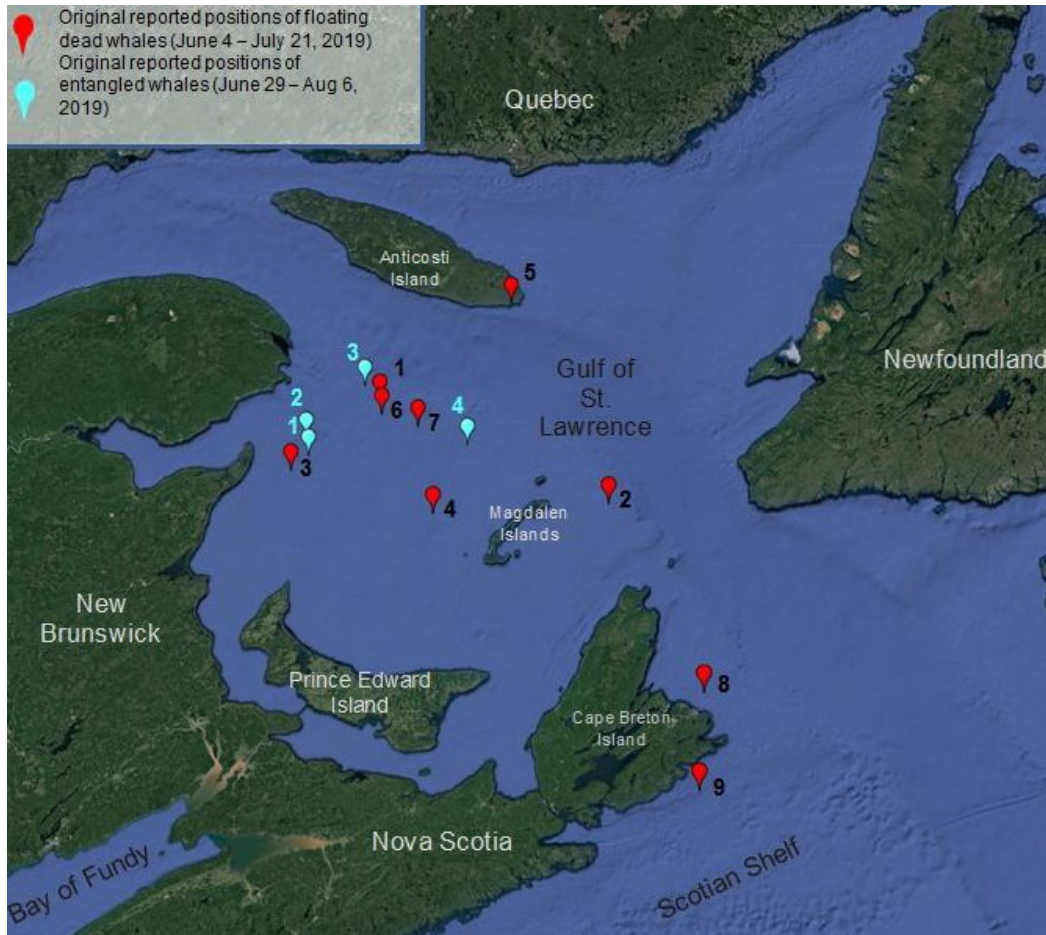 Original reported positions of floating
dead whales (June 4 – July 21, 2019)
Original reported positions of
entangled whales (June 29 – Aug 6,
2019)
Quebec
Anticosti
Island
5
3
1
6
7
2
1
3
4
4
Gulf of
St.
Lawrence
Newfoundland
2
Magdalen
Islands
New
Brunswick
Prince Edward
Island
8
Cape Breton
Island
9
Nova Scotia
Bay of Fundy
Scotian Shelf